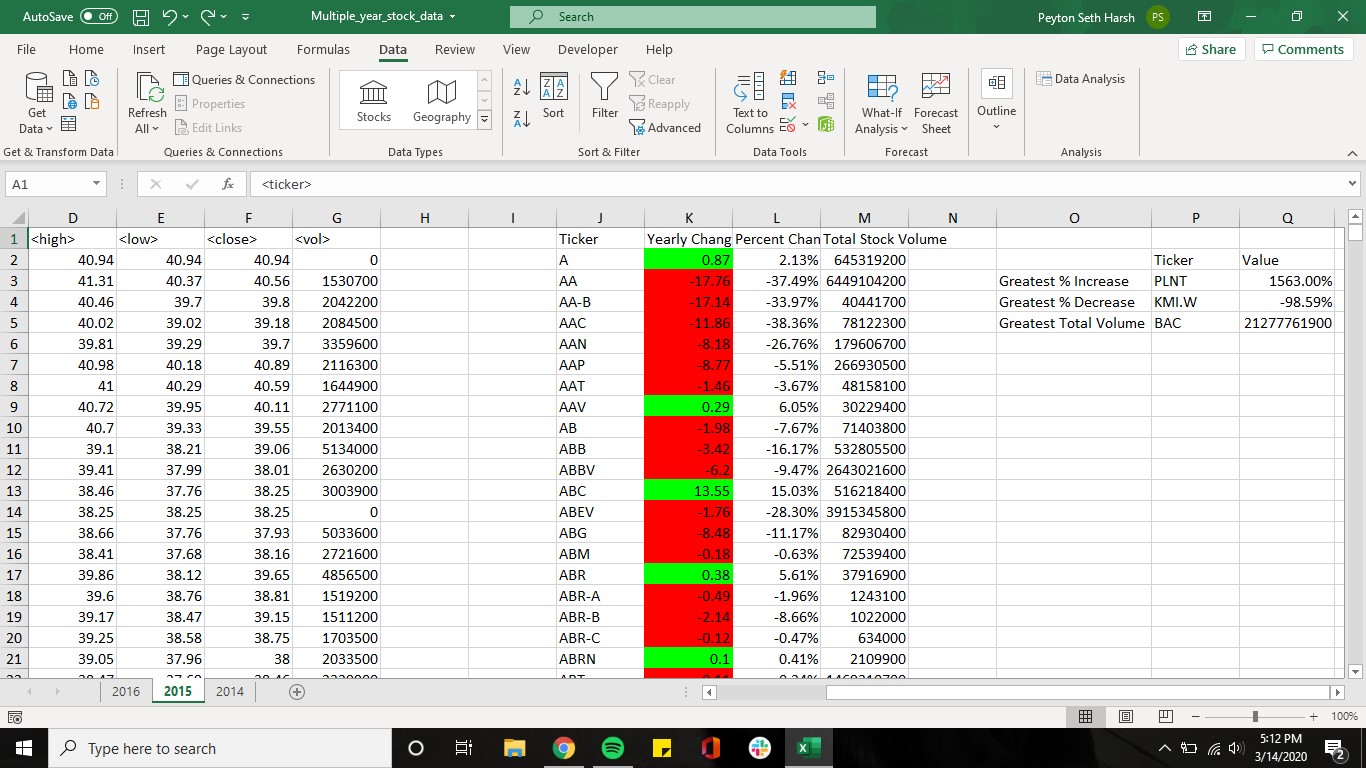 AutoSave Off Multiple_year_stock_data Search Peyton Seth Harsh PS
File Home Insert Page Layout Formulas Data Review View Developer Help Share Comments
Get Data
Refresh All
Queries & Connections
Properties
Edit Links
Stocks Geography
Sort
Filter
Clear
Reapply
Advanced
Text to Columns
What-If Analysis
Forecast Sheet
Outline
Data Analysis
Get & Transform Data Queries & Connections Data Types Sort & Filter Data Tools Forecast Analysis
A1 fx <ticker>
D E F G H I J K L M N O P Q
1 <high> <low> <close> <vol> Ticker Yearly Chang Percent Chan Total Stock Volume
2 40.94 40.94 40.94 0 A 0.87 2.13% 645319200 Ticker Value
3 41.31 40.37 40.56 1530700 AA -17.76 -37.49% 6449104200 Greatest % Increase PLNT 1563.00%
4 40.46 39.7 39.8 2042200 AA-B -17.14 -33.97% 40441700 Greatest % Decrease KMI.W -98.59%
5 40.02 39.02 39.18 2084500 AAC -11.86 -38.36% 78122300 Greatest Total Volume BAC 21277761900
6 39.81 39.29 39.7 3359600 AAN -8.18 -26.76% 179606700
7 40.98 40.18 40.89 2116300 AAP -8.77 -5.51% 266930500
8 41 40.29 40.59 1644900 AAT -1.46 -3.67% 48158100
9 40.72 39.95 40.11 2771100 AAV 0.29 6.05% 30229400
10 40.7 39.33 39.55 2013400 AB -1.98 -7.67% 71403800
11 39.1 38.21 39.06 5134000 ABB -3.42 -16.17% 532805500
12 39.41 37.99 38.01 2630200 ABBV -6.2 -9.47% 2643021600
13 38.46 37.76 38.25 3003900 ABC 13.55 15.03% 516218400
14 38.25 38.25 38.25 0 ABEV -1.76 -28.30% 3915345800
15 38.66 37.76 37.93 5033600 ABG -8.48 -11.17% 82930400
16 38.41 37.68 38.16 2721600 ABM -0.18 -0.63% 72539400
17 39.86 38.12 39.65 4856500 ABR 0.38 5.61% 37916900
18 39.6 38.76 38.81 1519200 ABR-A -0.49 -1.96% 1243100
19 39.17 38.47 39.15 1511200 ABR-B -2.14 -8.66% 1022000
20 39.25 38.58 38.75 1703500 ABR-C -0.12 -0.47% 634000
21 39.05 37.96 38 2033500 ABRN 0.1 0.41% 2109900
2016 2015 2014
100%
Type here to search
5:12 PM
3/14/2020
2